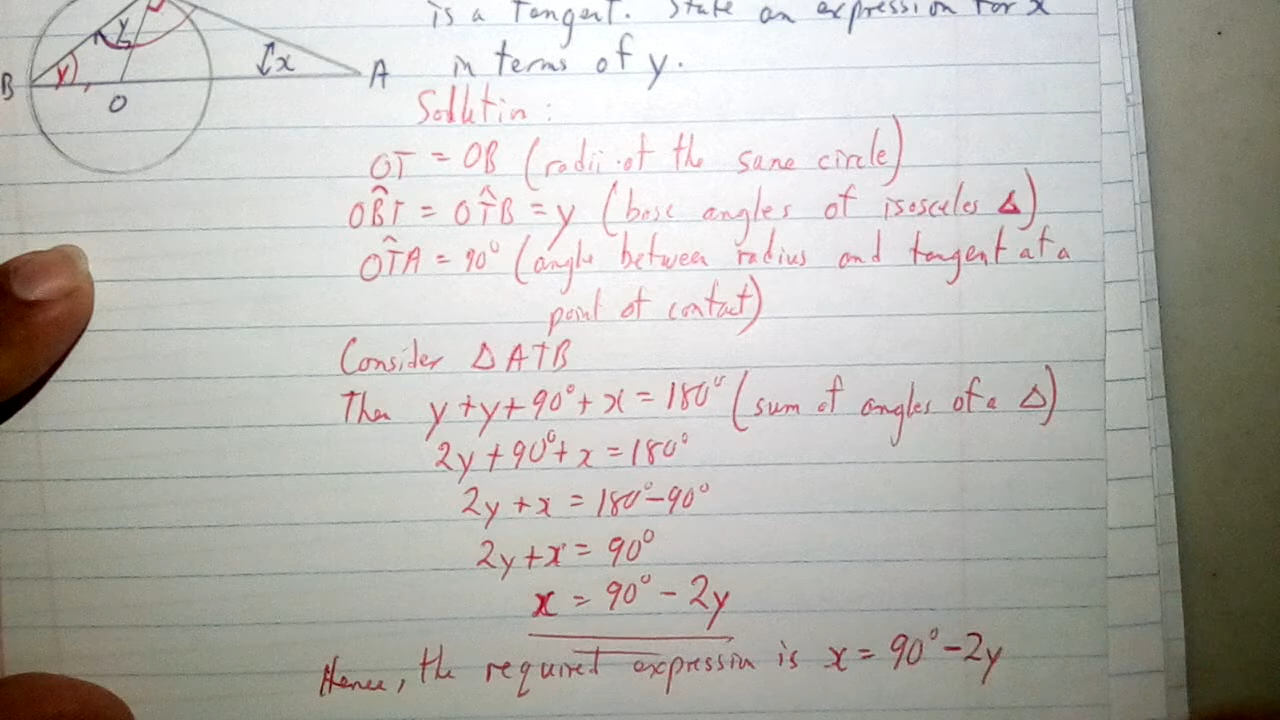 is a Tangent. State an expression for x
in terms of y.
B
y
y
x
A
O
Solutin :
OT = OB (radii of the same circle)
OB̂T = OT̂B = y (base angles of isosceles Δ)
OT̂A = 90° (angle between radius and tangent at a
point of contact)
Consider Δ ATB
Then y + y + 90° + x = 180° (sum of angles of a Δ)
2y + 90° + x = 180°
2y + x = 180° - 90°
2y + x = 90°
x = 90° - 2y
Hence, the required expression is x = 90° - 2y